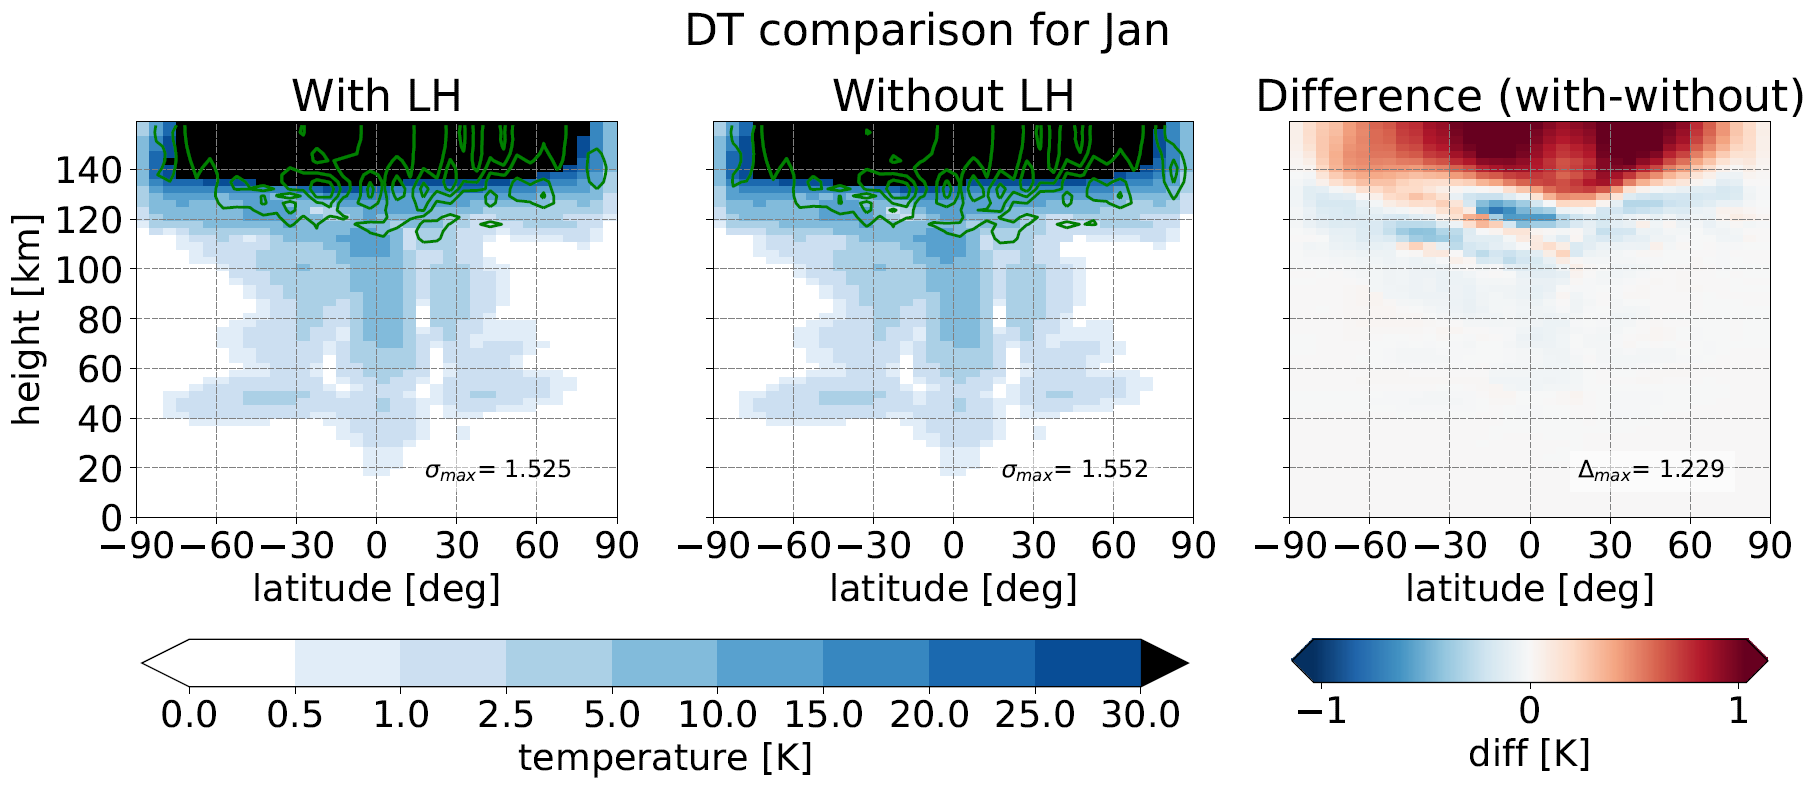 DT comparison for Jan
With LH
Without LH
Difference (with-without)
height [km]
140
120
100
80
60
40
20
0
σmax= 1.525
σmax= 1.552
Δmax= 1.229
−90 −60 −30 0 30 60 90
−90 −60 −30 0 30 60 90
−90 −60 −30 0 30 60 90
latitude [deg]
latitude [deg]
latitude [deg]
0.0 0.5 1.0 2.5 5.0 10.0 15.0 20.0 25.0 30.0
temperature [K]
−1 0 1
diff [K]